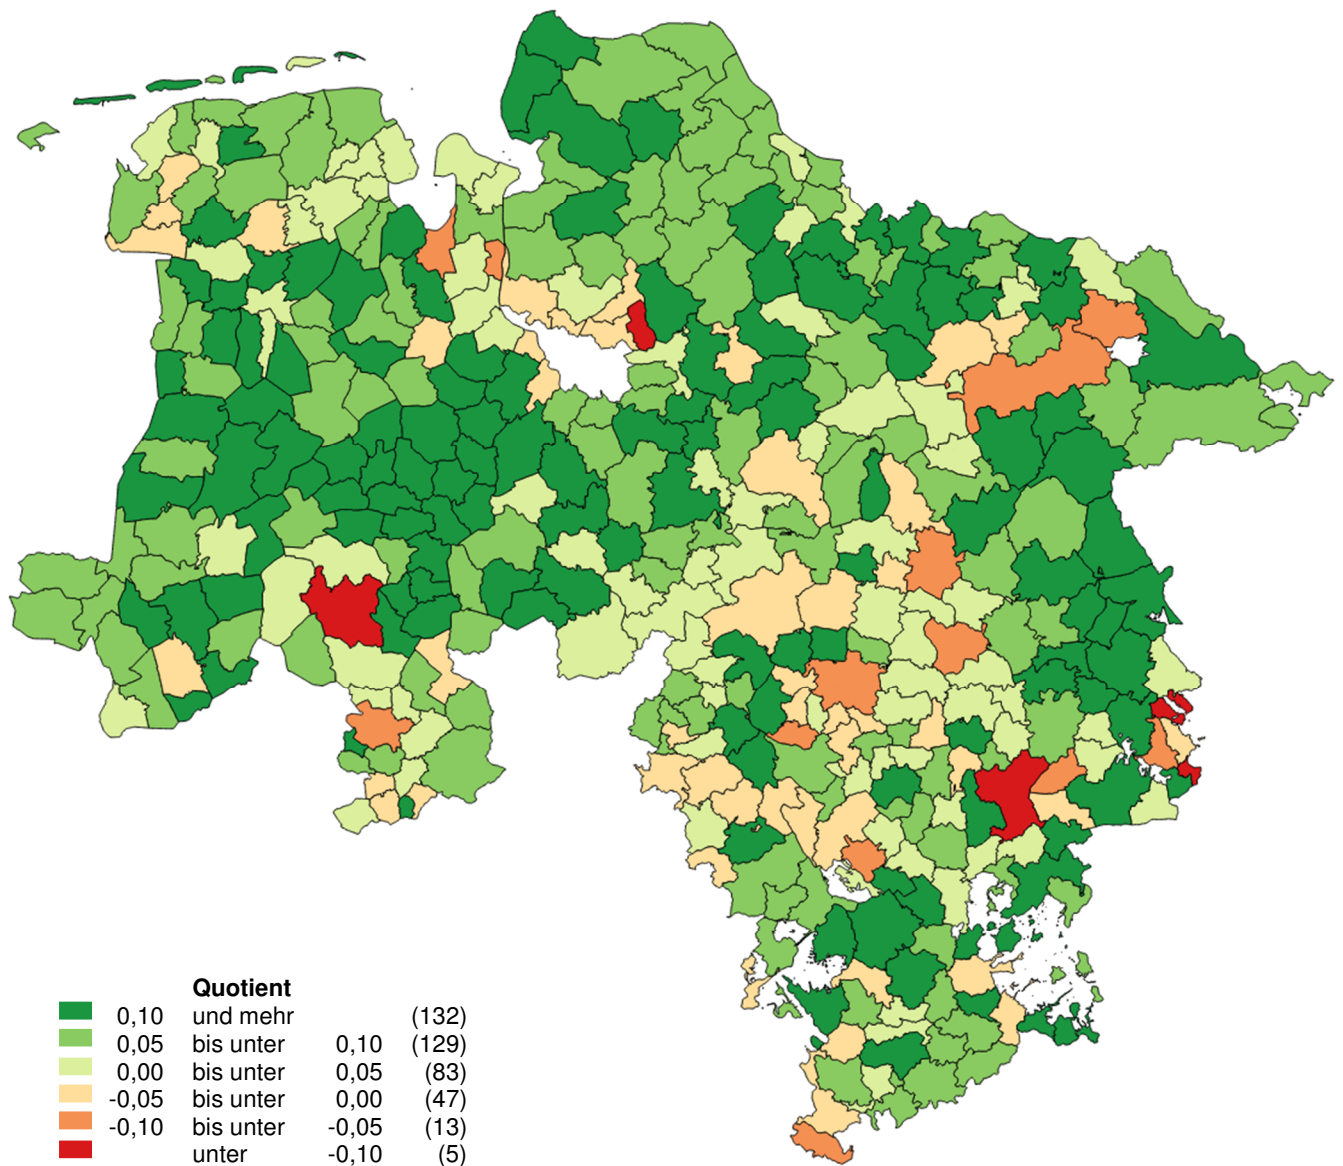 Quotient
0,10 und mehr (132)
0,05 bis unter 0,10 (129)
0,00 bis unter 0,05 (83)
-0,05 bis unter 0,00 (47)
-0,10 bis unter -0,05 (13)
unter -0,10 (5)